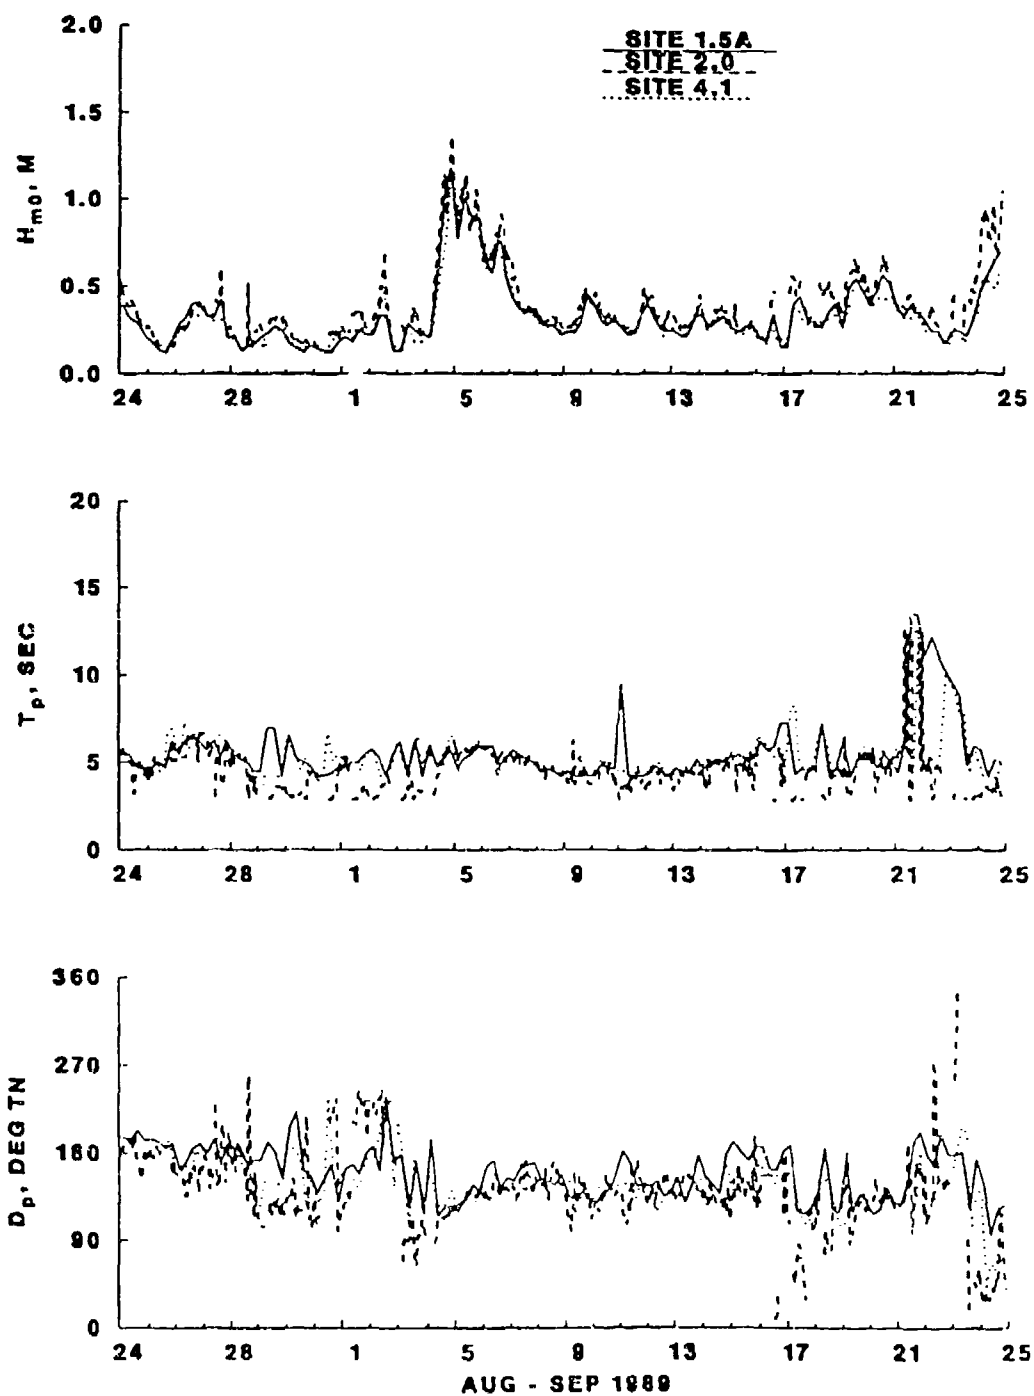 2.0
SITE 1.5A
SITE 2.0
SITE 4.1
1.5
1.0
0.5
0.0
H_m0, M
24 28 1 5 9 13 17 21 25
20
15
10
5
0
T_p, SEC
24 28 1 5 9 13 17 21 25
360
270
180
90
0
D_p, DEG TN
24 28 1 5 9 13 17 21 25
AUG - SEP 1989